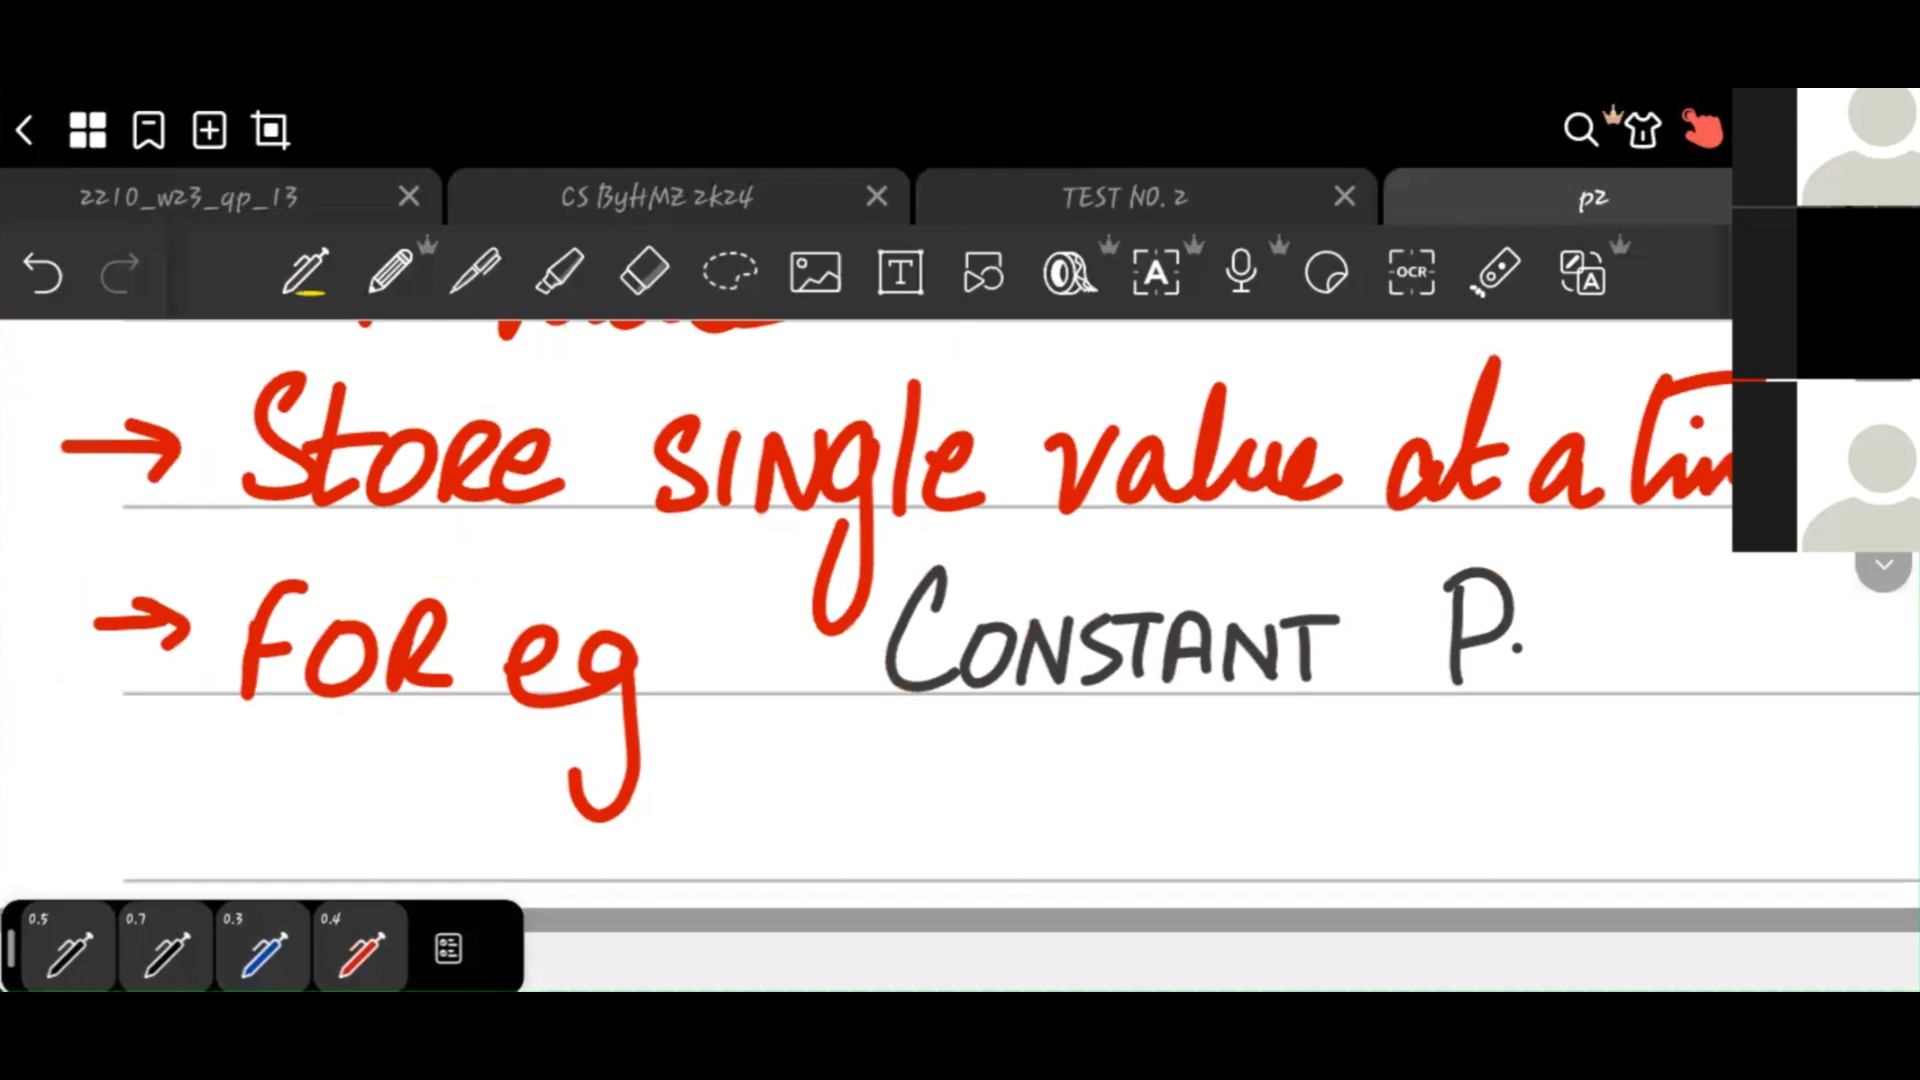 2210_w23_qp_13
CS ByHMZ 2k24
TEST NO. 2
p2
T
A
OCR
A
→ Store single value at a
→ For eg CONSTANT P.
0.5
0.7
0.3
0.4